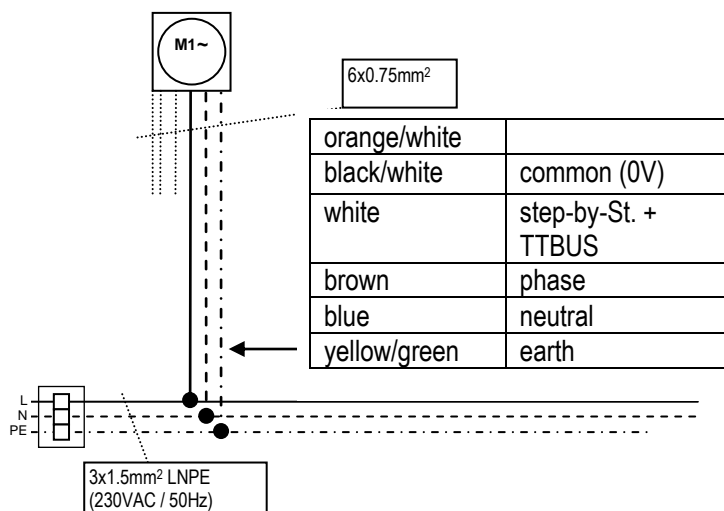 M1~
6x0.75mm²
orange/white
black/white common (0V)
white step-by-St. +
TTBUS
brown phase
blue neutral
yellow/green earth
L
N
PE
3x1.5mm² LNPE
(230VAC / 50Hz)